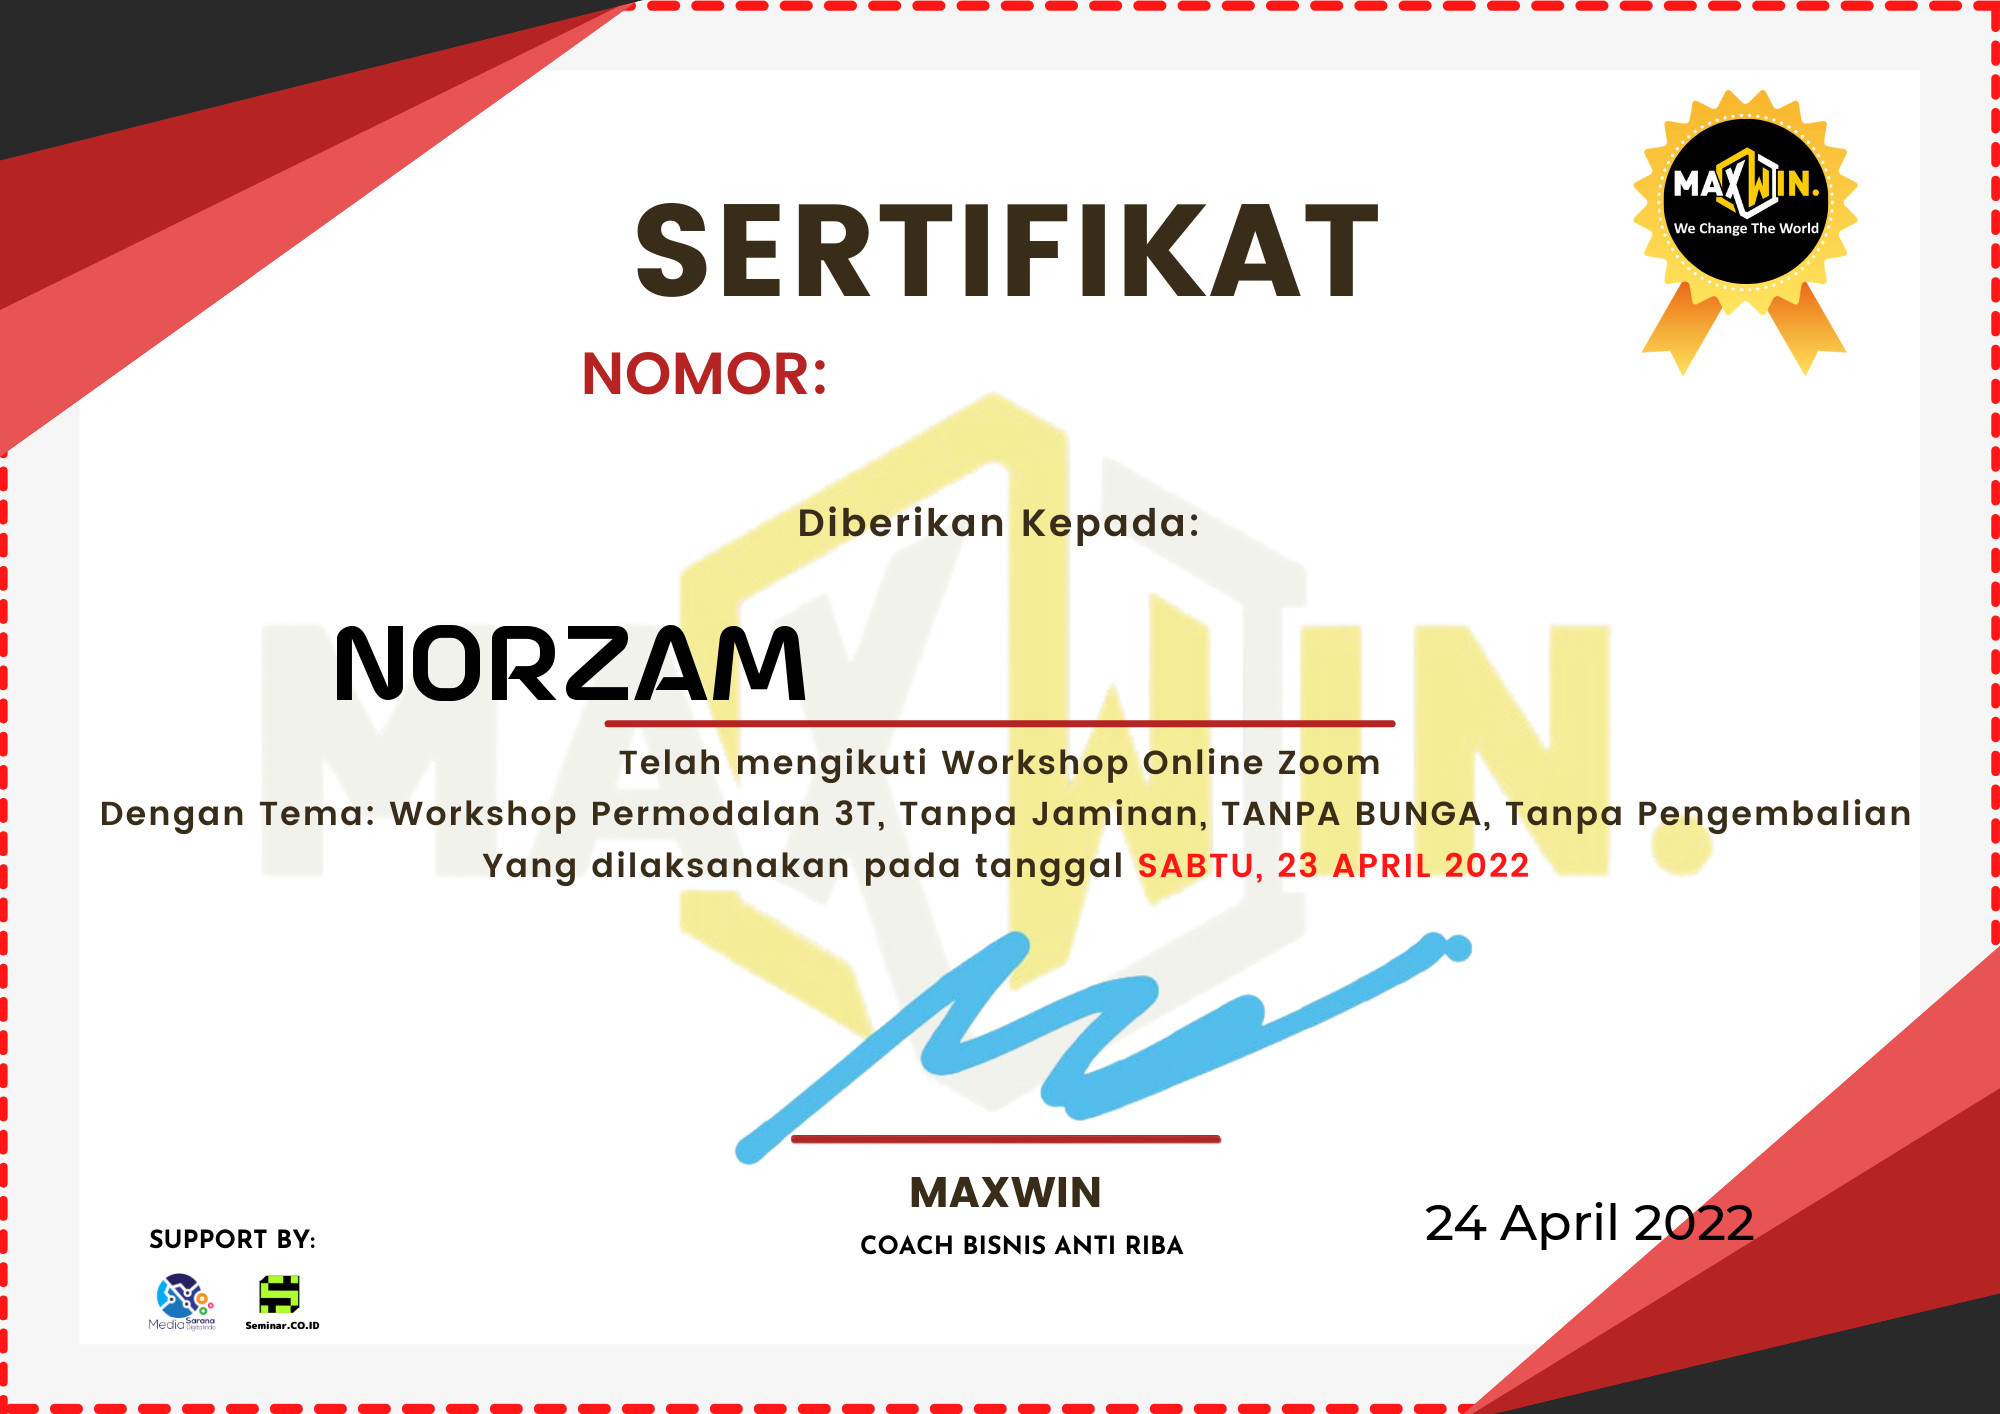 MAXWIN.
We Change The World
SERTIFIKAT
NOMOR:
Diberikan Kepada:
MAXWIN.
NORZAM
Telah mengikuti Workshop Online Zoom
Dengan Tema: Workshop Permodalan 3T, Tanpa Jaminan, TANPA BUNGA, Tanpa Pengembalian
Yang dilaksanakan pada tanggal SABTU, 23 APRIL 2022
MAXWIN
COACH BISNIS ANTI RIBA
24 April 2022
SUPPORT BY:
Media Sarana Digitalindo
Seminar.CO.ID